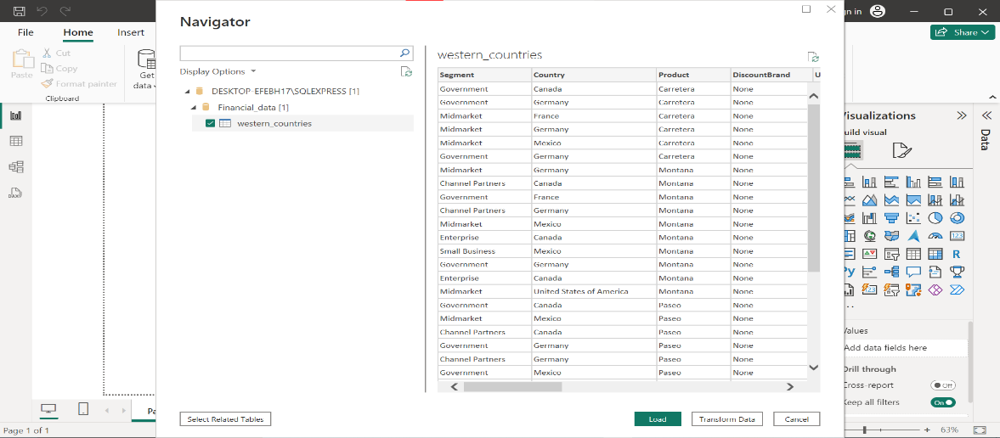 Navigator
gn in
File Home Insert
Share
Cut
Copy
Paste
Format painter
Clipboard
Get
data
Display Options
DESKTOP-EFEBH17\SQLEXPRESS [1]
Financial_data [1]
western_countries
western_countries
Segment Country Product DiscountBrand U
Government Canada Carretera None
Government Germany Carretera None
Midmarket France Carretera None
Midmarket Germany Carretera None
Midmarket Mexico Carretera None
Government Germany Carretera None
Midmarket Germany Montana None
Channel Partners Canada Montana None
Government France Montana None
Channel Partners Germany Montana None
Midmarket Mexico Montana None
Enterprise Canada Montana None
Small Business Mexico Montana None
Government Germany Montana None
Enterprise Canada Montana None
Midmarket United States of America Montana None
Government Canada Paseo None
Midmarket Mexico Paseo None
Channel Partners Canada Paseo None
Government Germany Paseo None
Channel Partners Germany Paseo None
Government Mexico Paseo None
Select Related Tables Load Transform Data Cancel
Visualizations
uild visual
Data
123
R
Py
Values
Add data fields here
Drill through
Cross-report Off
Keep all filters On
Pa
Page 1 of 1
63%